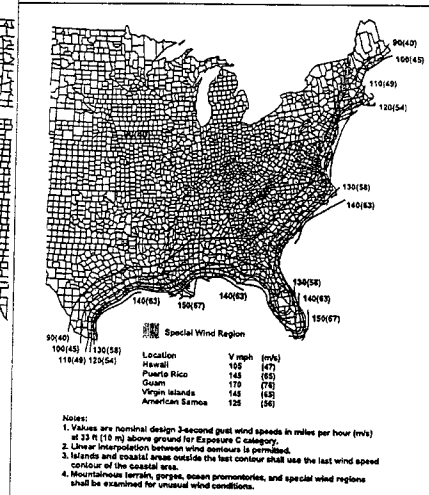 90(40)
100(45)
110(49)
120(54)
90(40)
130(58)
140(63)
130(58)
140(63)
150(67)
140(63)
150(67)
140(63)
90(40)
100(45)
130(58)
110(49)
120(54)
Special Wind Region
Location V mph (m/s)
Hawaii 105 (47)
Puerto Rico 145 (65)
Guam 170 (76)
Virgin Islands 145 (65)
American Samoa 125 (56)
Notes:
1. Values are nominal design 3-second gust wind speeds in miles per hour (m/s)
at 33 ft (10 m) above ground for Exposure C category.
2. Linear interpolation between wind contours is permitted.
3. Islands and coastal areas outside the last contour shall use the last wind speed
contour of the coastal area.
4. Mountainous terrain, gorges, ocean promontories, and special wind regions
shall be examined for unusual wind conditions.